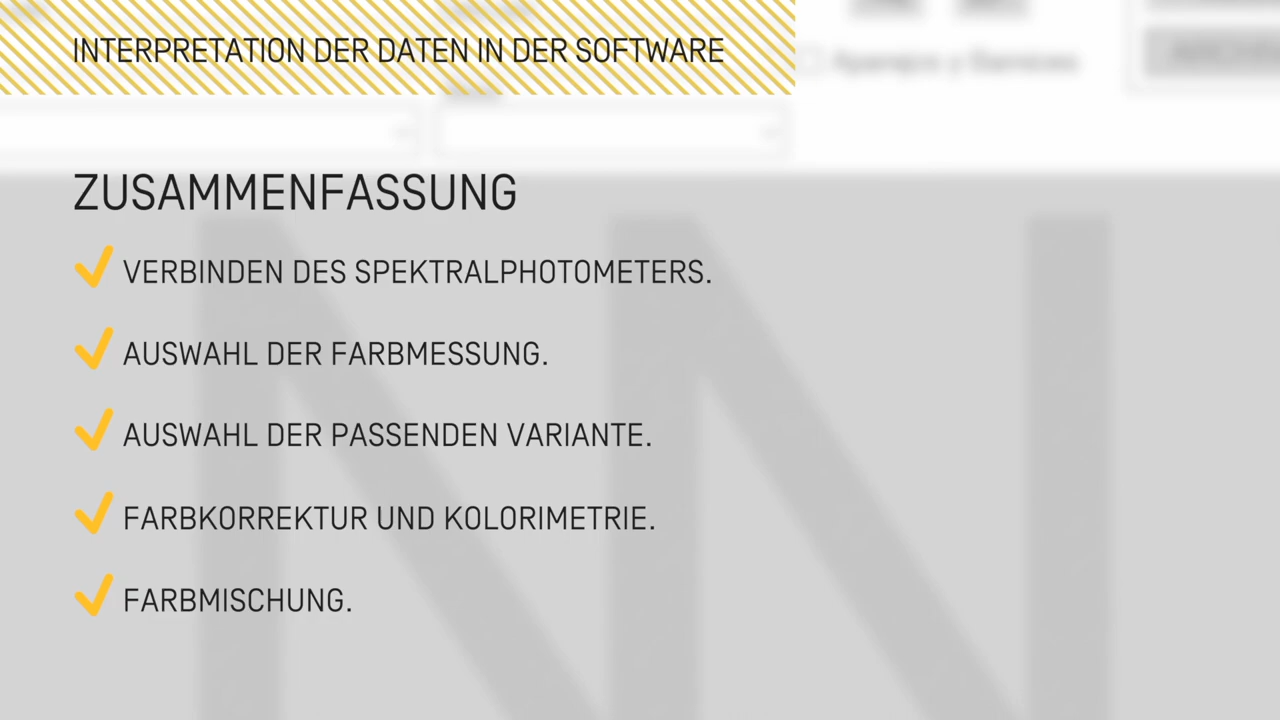 INTERPRETATION DER DATEN IN DER SOFTWARE
ZUSAMMENFASSUNG
VERBINDEN DES SPEKTRALPHOTOMETERS.
AUSWAHL DER FARBMESSUNG.
AUSWAHL DER PASSENDEN VARIANTE.
FARBKORREKTUR UND KOLORIMETRIE.
FARBMISCHUNG.